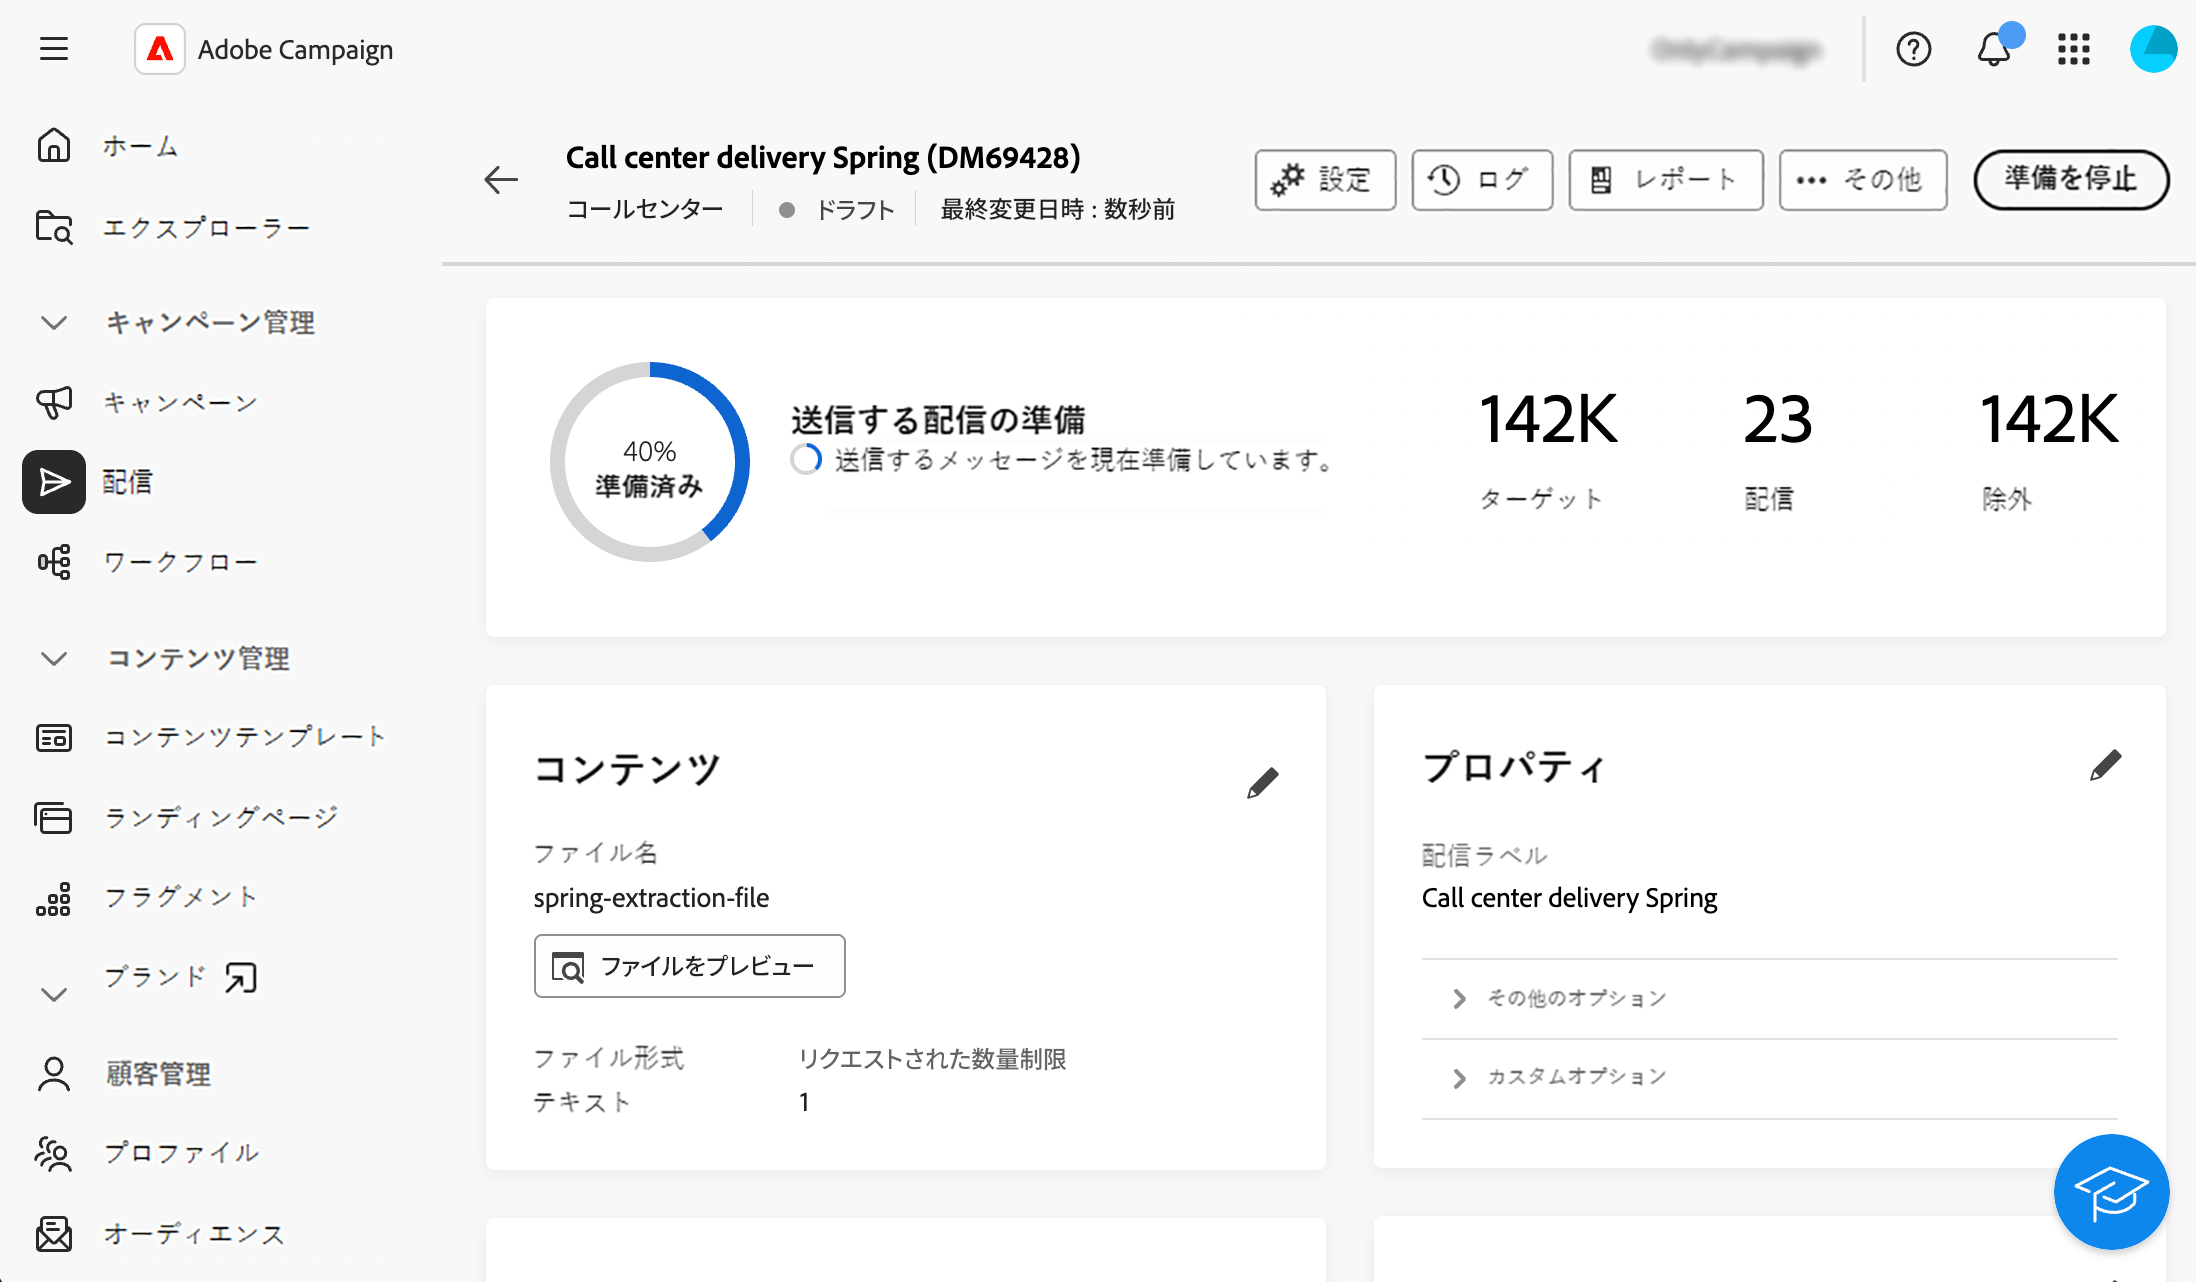 Adobe Campaign
ホーム
エクスプローラー
キャンペーン管理
キャンペーン
配信
ワークフロー
コンテンツ管理
コンテンツテンプレート
ランディングページ
フラグメント
ブランド
顧客管理
プロファイル
オーディエンス
Call center delivery Spring (DM69428)
コールセンター
ドラフト
最終変更日時 : 数秒前
設定
ログ
レポート
その他
準備を停止
40%
準備済み
送信する配信の準備
送信するメッセージを現在準備しています。
142K
ターゲット
23
配信
142K
除外
コンテンツ
ファイル名
spring-extraction-file
ファイルをプレビュー
ファイル形式
テキスト
リクエストされた数量制限
1
プロパティ
配信ラベル
Call center delivery Spring
その他のオプション
カスタムオプション